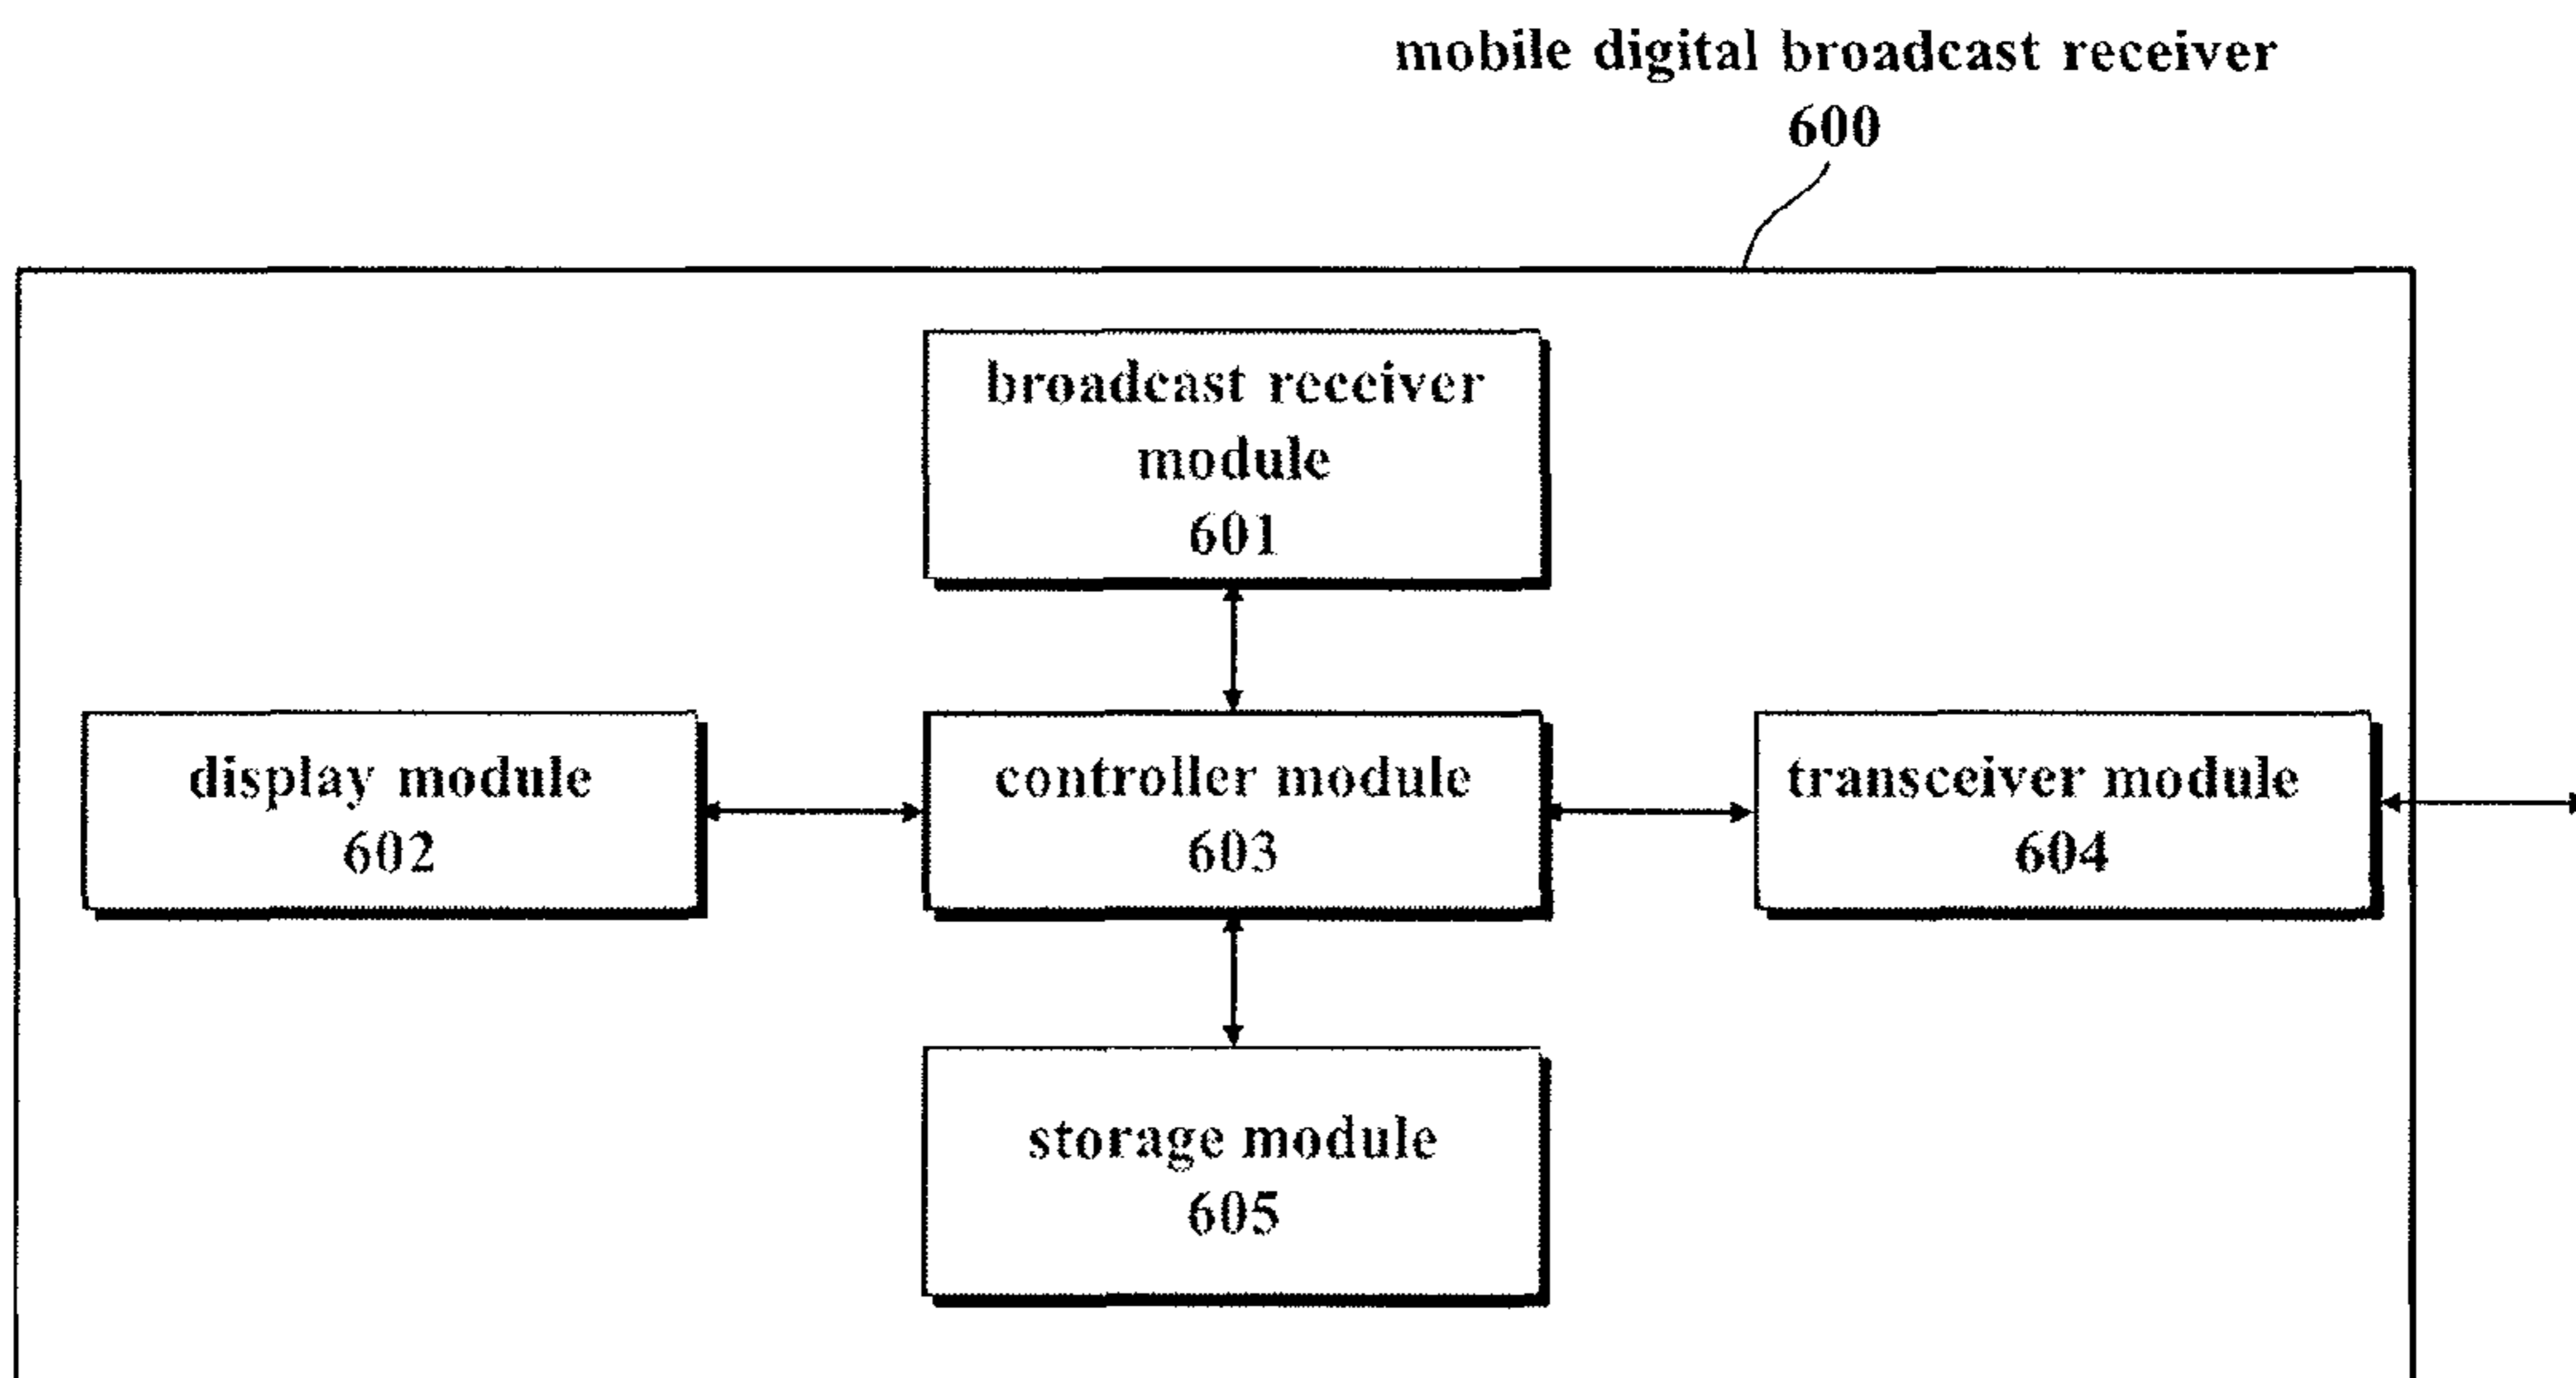 mobile digital broadcast receiver
600
broadcast receiver
module
601
display module
602
controller module
603
transceiver module
604
storage module
605